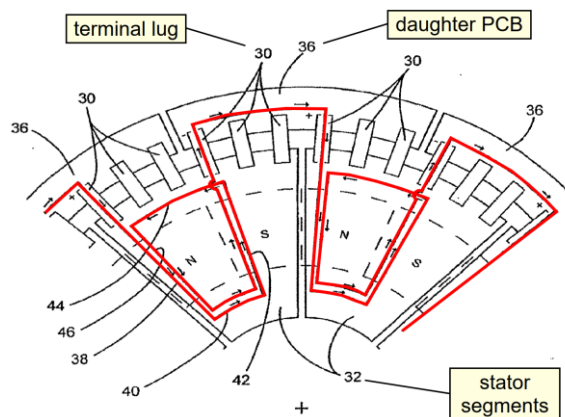 terminal lug
daughter PCB
30
36
30
30
36
36
+
+
+
N
S
N
S
44
46
38
40
42
32
stator
segments
+